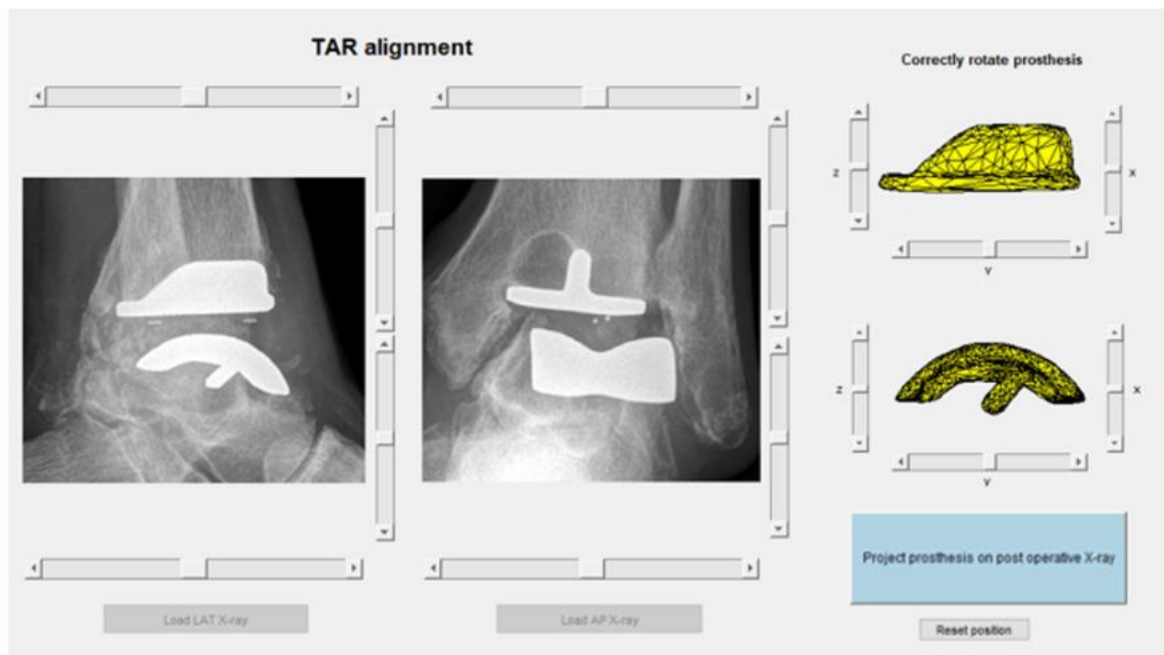 TAR alignment
Correctly rotate prosthesis
z
x
y
z
x
y
Project prosthesis on post operative X-ray
Load LAT X-ray
Load AP X-ray
Reset position